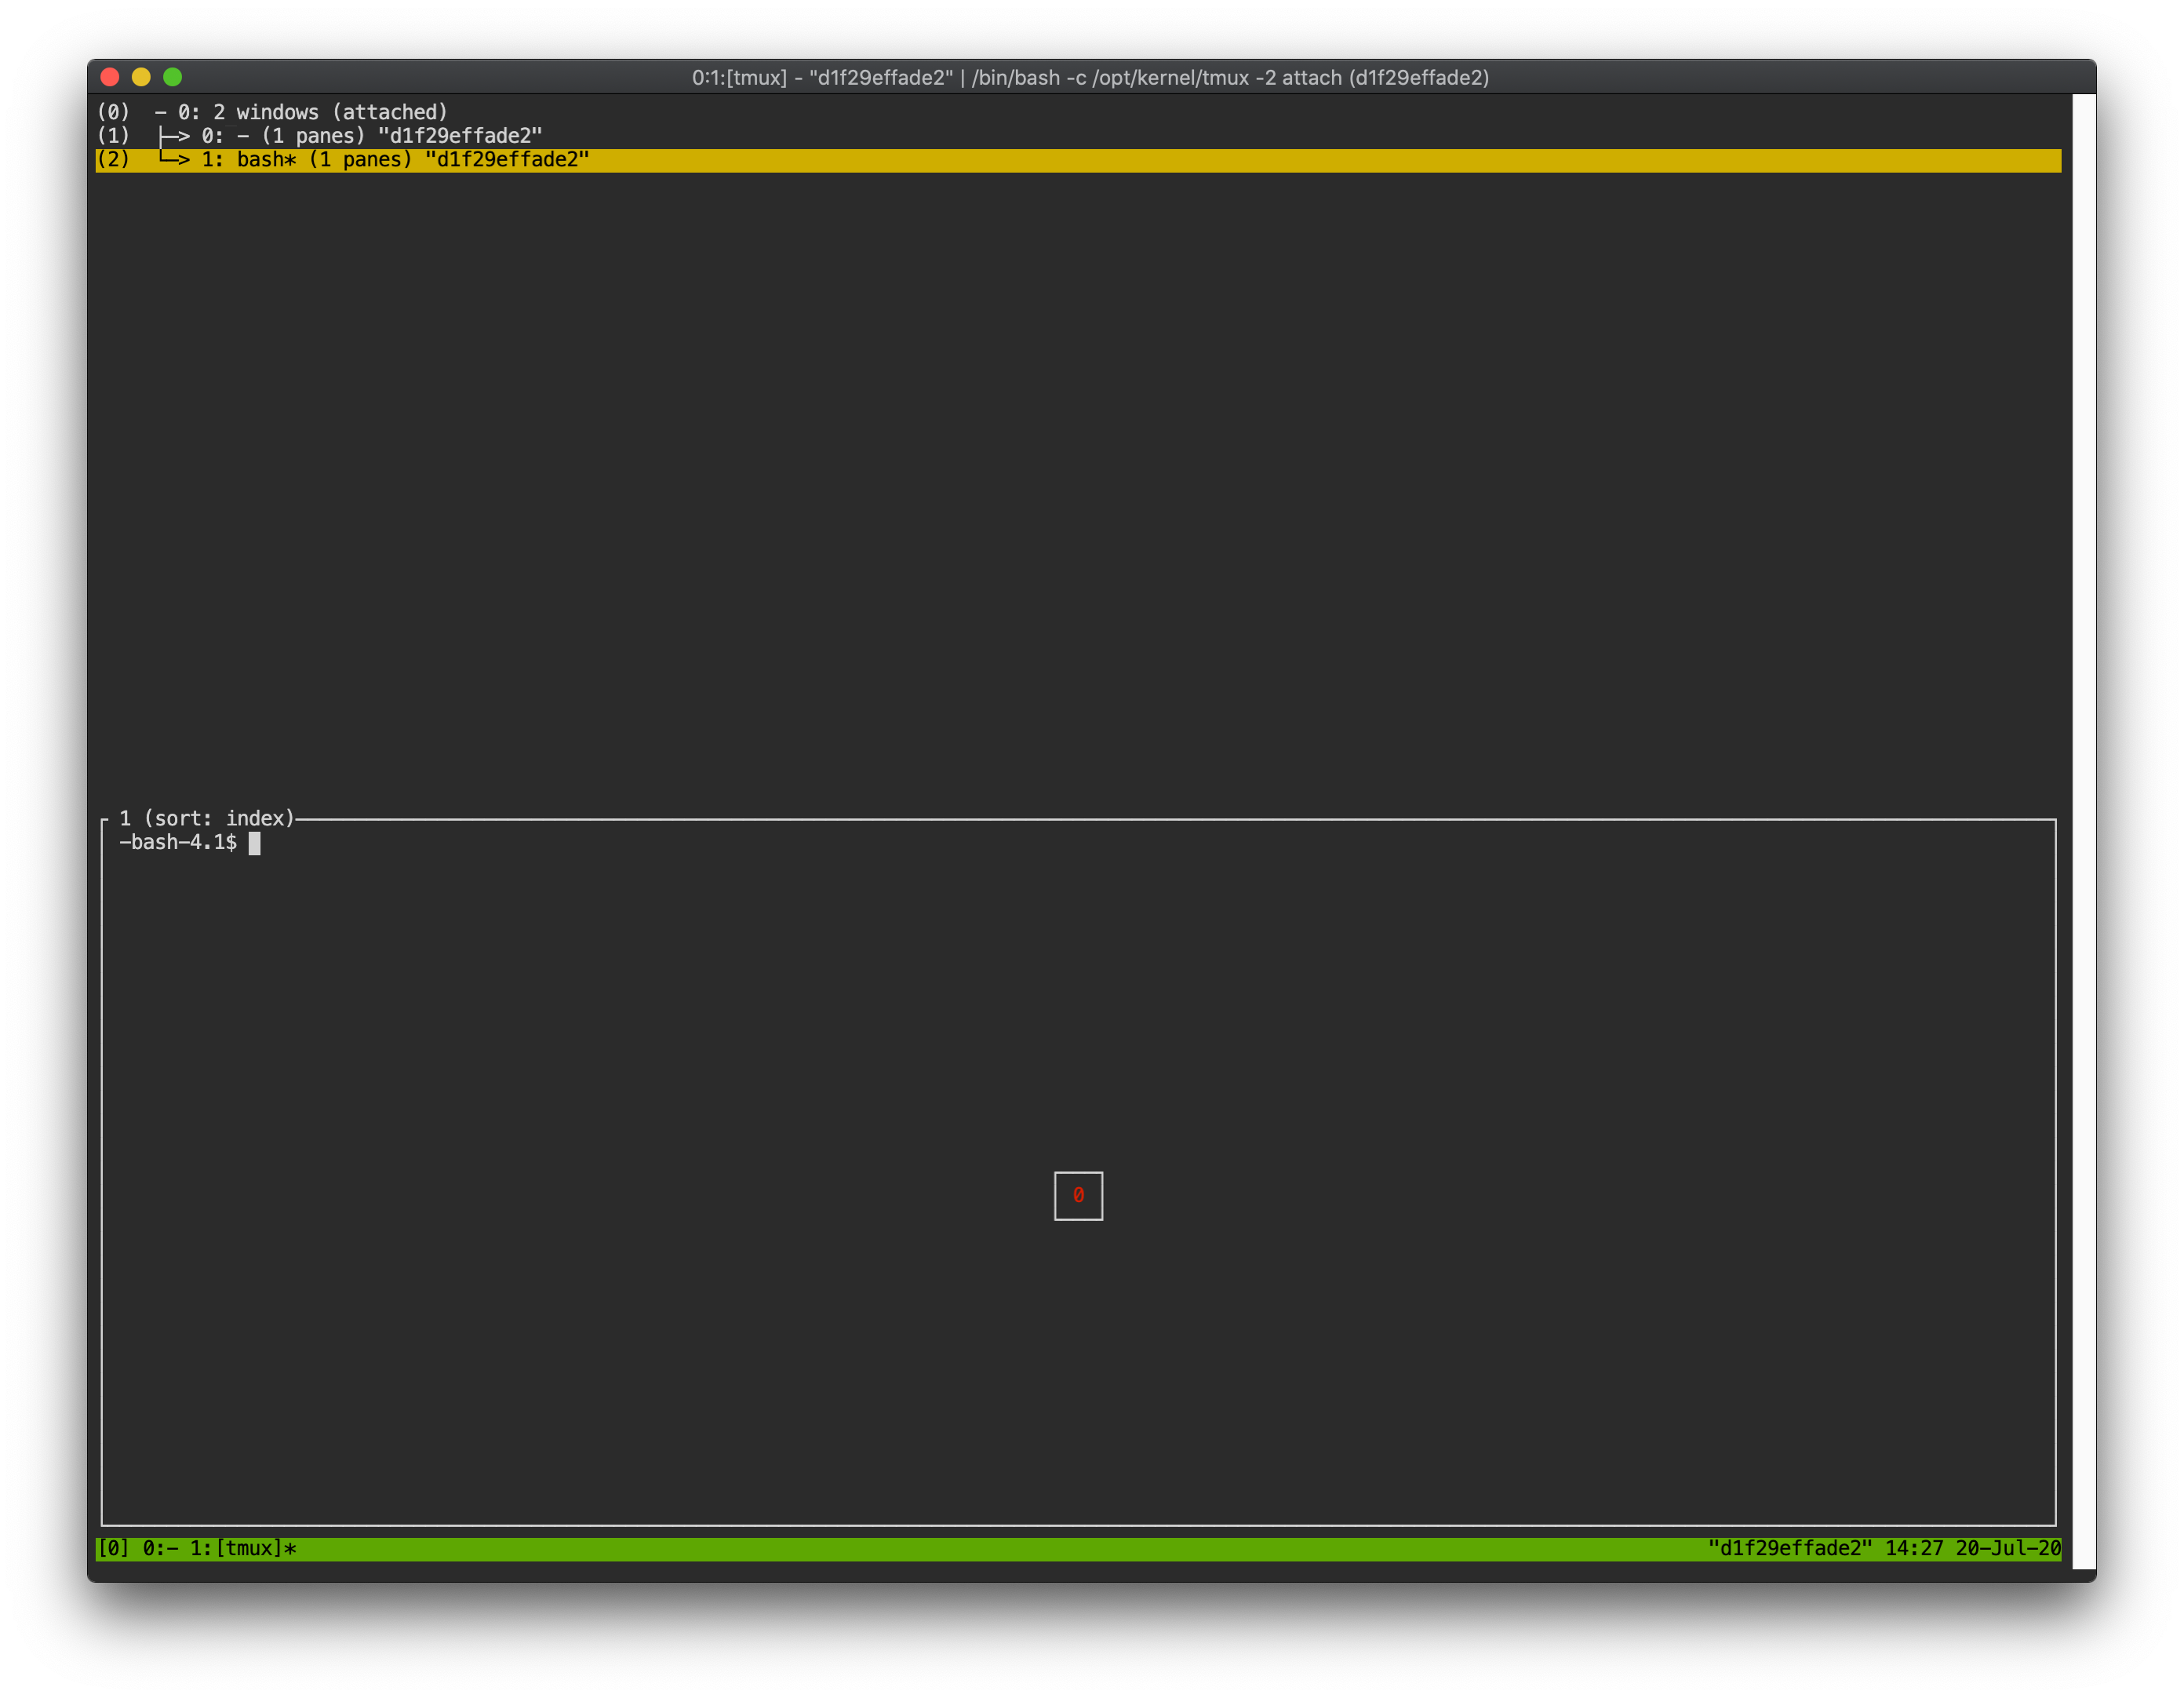 0:1:[tmux] - "d1f29effade2" | /bin/bash -c /opt/kernel/tmux -2 attach (d1f29effade2)
(0)  - 0: 2 windows (attached)
(1)  ├─> 0: - (1 panes) "d1f29effade2"
(2)  └─> 1: bash* (1 panes) "d1f29effade2"
1 (sort: index)
-bash-4.1$
0
[0] 0:- 1:[tmux]* "d1f29effade2" 14:27 20-Jul-20